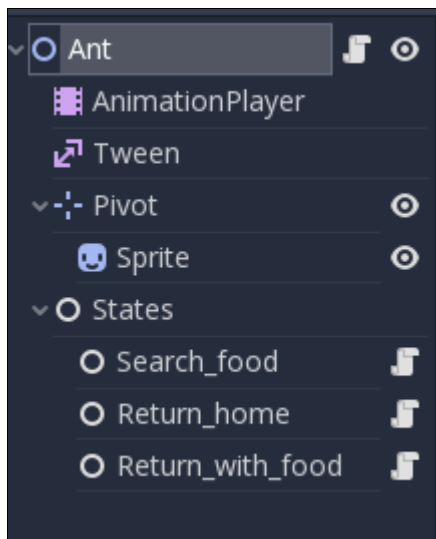 Ant
AnimationPlayer
Tween
Pivot
Sprite
States
Search_food
Return_home
Return_with_food